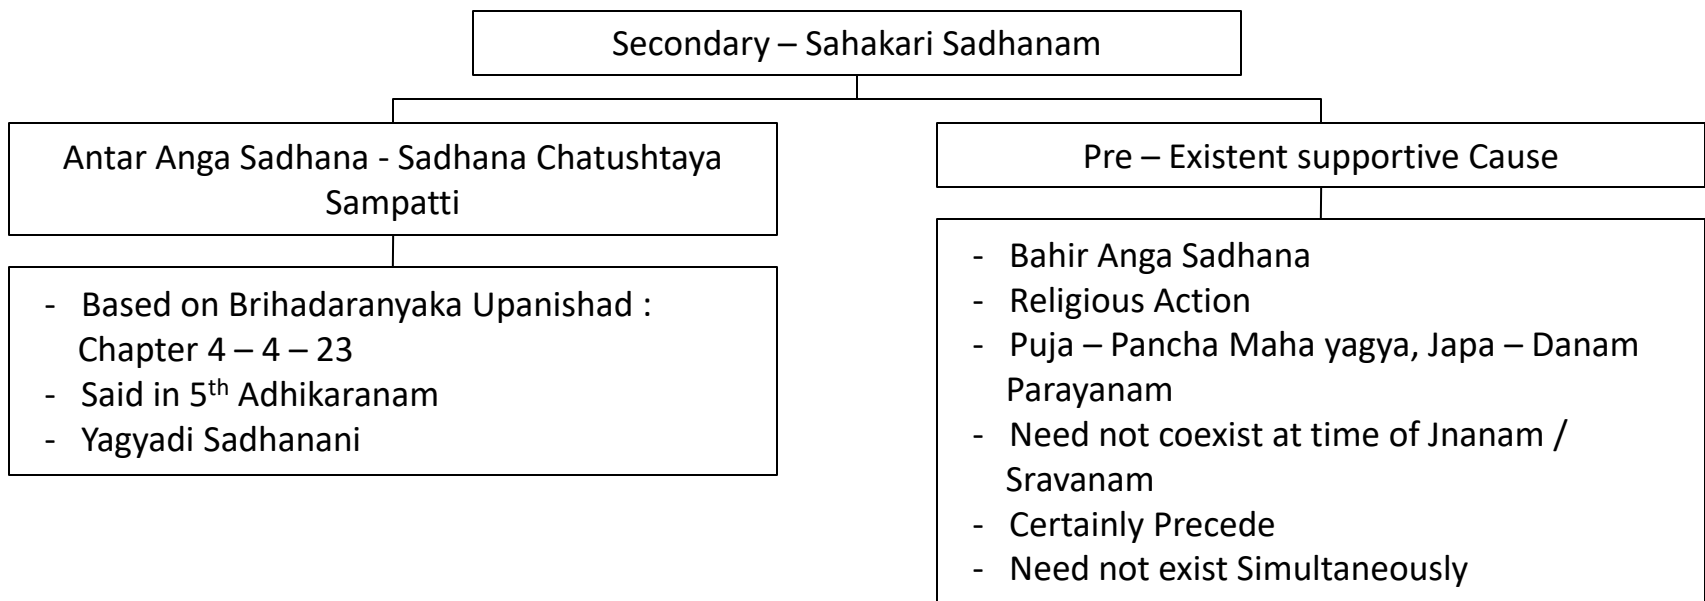 Secondary – Sahakari Sadhanam
Antar Anga Sadhana - Sadhana Chatushtaya
Sampatti
- Based on Brihadaranyaka Upanishad :
Chapter 4 – 4 – 23
- Said in 5th Adhikaranam
- Yagyadi Sadhanani
Pre – Existent supportive Cause
- Bahir Anga Sadhana
- Religious Action
- Puja – Pancha Maha yagya, Japa – Danam
Parayanam
- Need not coexist at time of Jnanam /
Sravanam
- Certainly Precede
- Need not exist Simultaneously